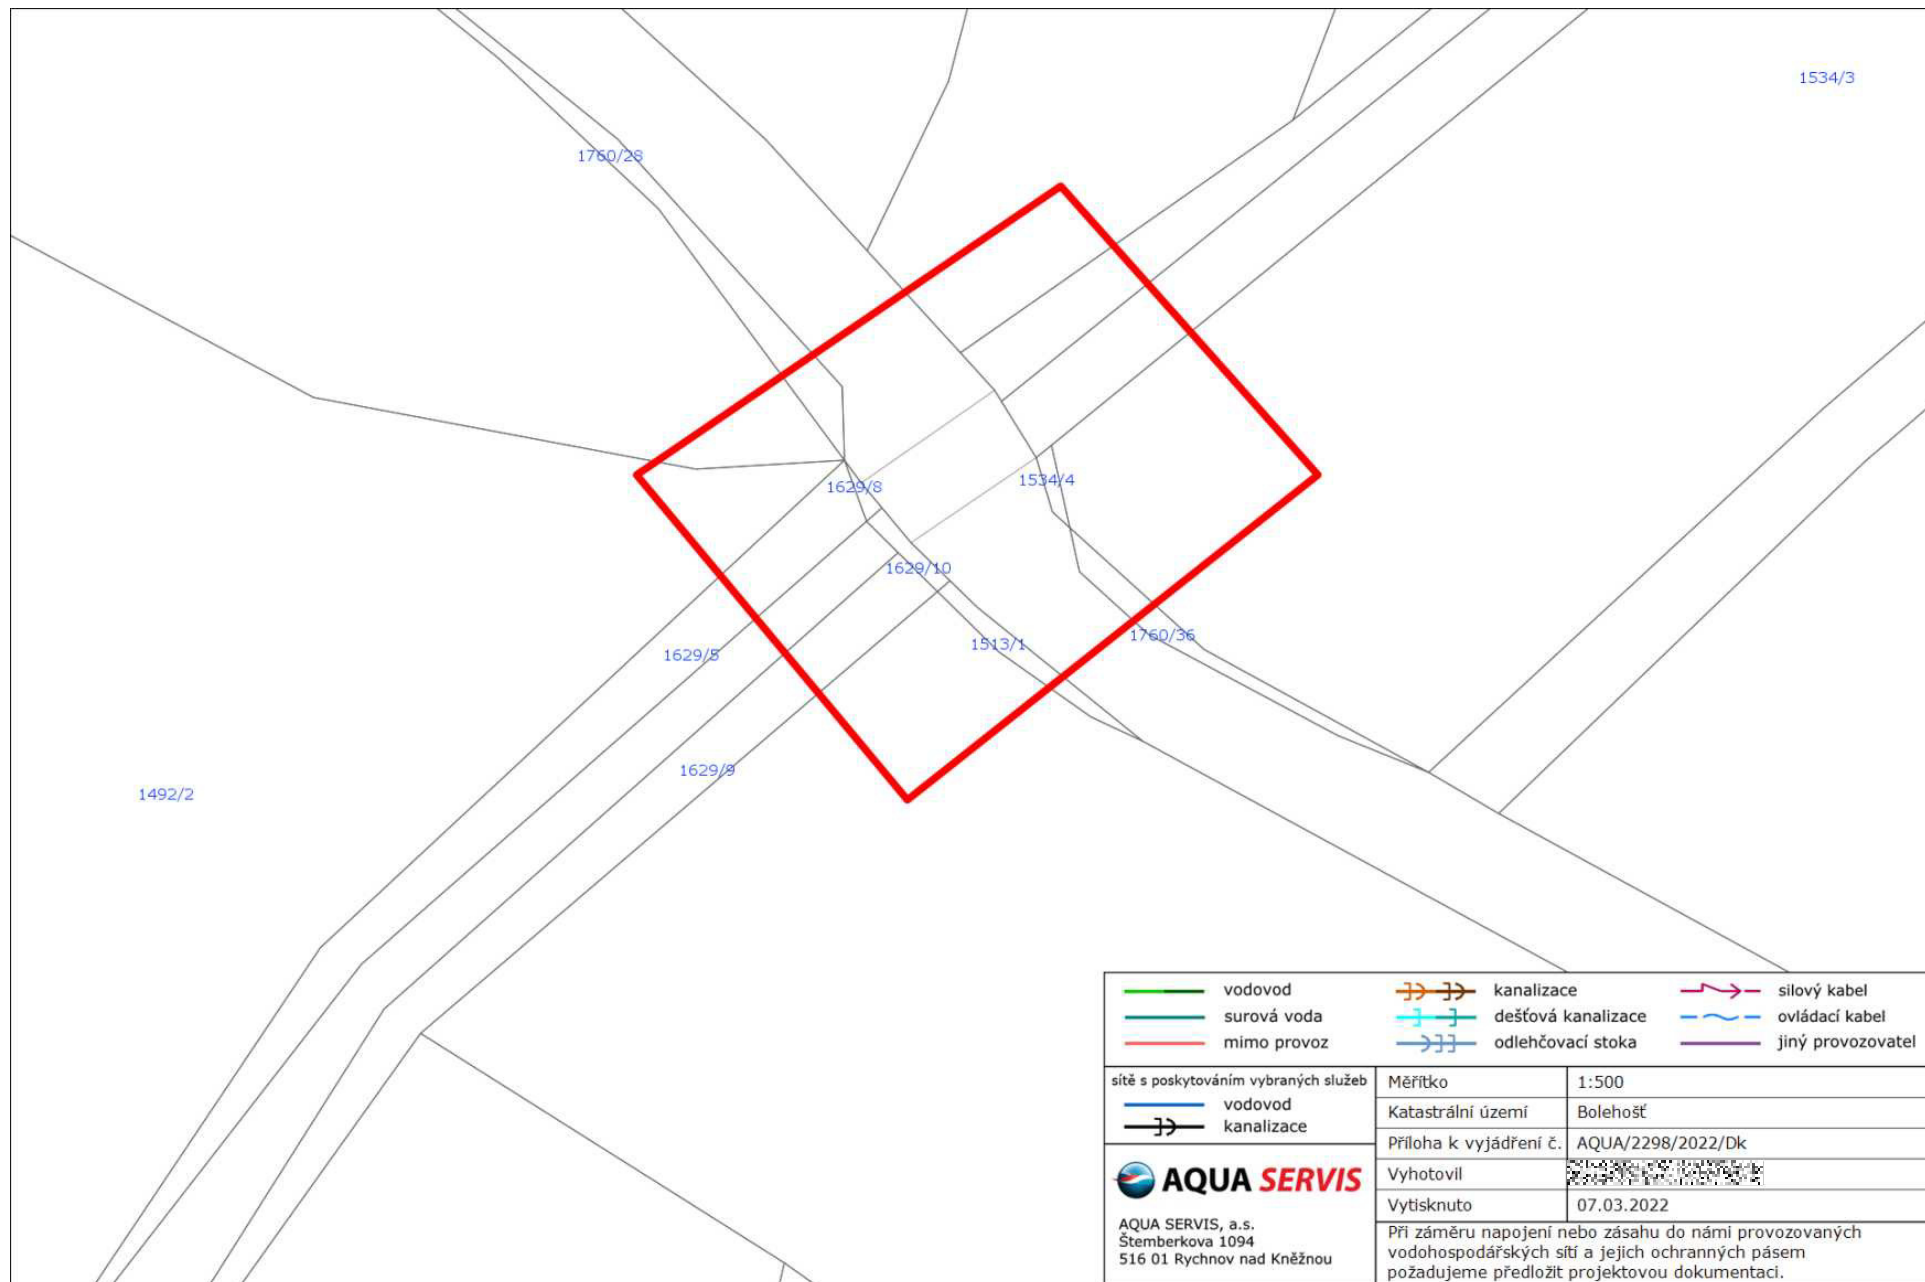 1534/3
1760/28
1629/8
1534/4
1629/10
1760/36
1513/1
1629/5
1629/9
1492/2
vodovod
surová voda
mimo provoz
kanalizace
dešťová kanalizace
odlehčovací stoka
silový kabel
ovládací kabel
jiný provozovatel
sítě s poskytováním vybraných služeb
vodovod
kanalizace
AQUA SERVIS
AQUA SERVIS, a.s.
Štemberkova 1094
516 01 Rychnov nad Kněžnou
Měřítko 1:500
Katastrální území Bolehošť
Příloha k vyjádření č. AQUA/2298/2022/Dk
Vyhotovil
Vytisknuto 07.03.2022
Při záměru napojení nebo zásahu do námi provozovaných
vodohospodářských sítí a jejich ochranných pásem
požadujeme předložit projektovou dokumentaci.